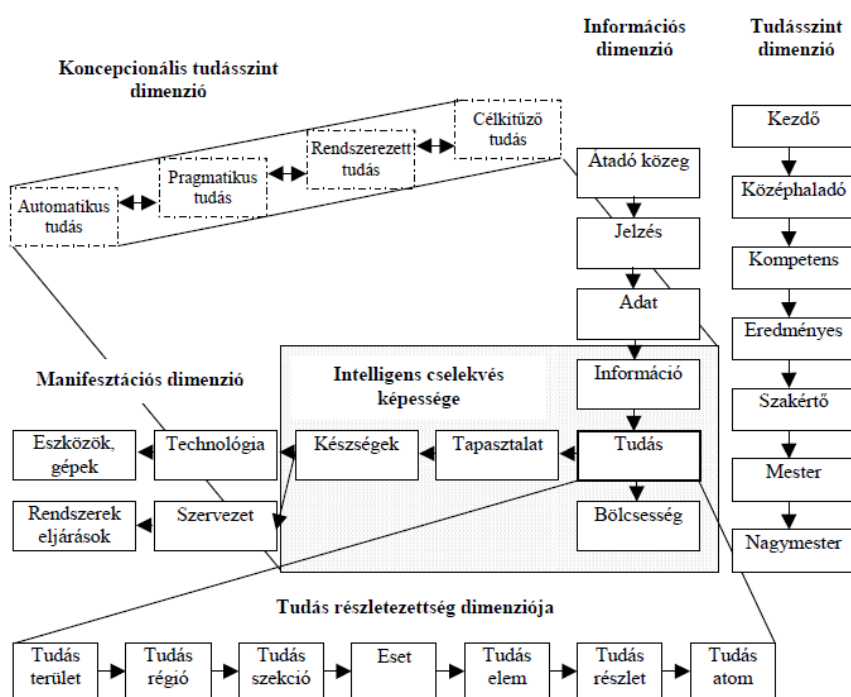 Információs
dimenzió
Tudásszint
dimenzió
Koncepcionális tudásszint
dimenzió
Célkitűző
tudás
Rendszerezett
tudás
Pragmatikus
tudás
Automatikus
tudás
Átadó közeg
Jelzés
Adat
Információ
Tudás
Bölcsesség
Kezdő
Középhaladó
Kompetens
Eredményes
Szakértő
Mester
Nagymester
Manifesztációs dimenzió
Intelligens cselekvés
képessége
Eszközök,
gépek
Technológia
Készségek
Tapasztalat
Rendszerek
eljárások
Szervezet
Tudás részletezettség dimenziója
Tudás
terület
Tudás
régió
Tudás
szekció
Eset
Tudás
elem
Tudás
részlet
Tudás
atom